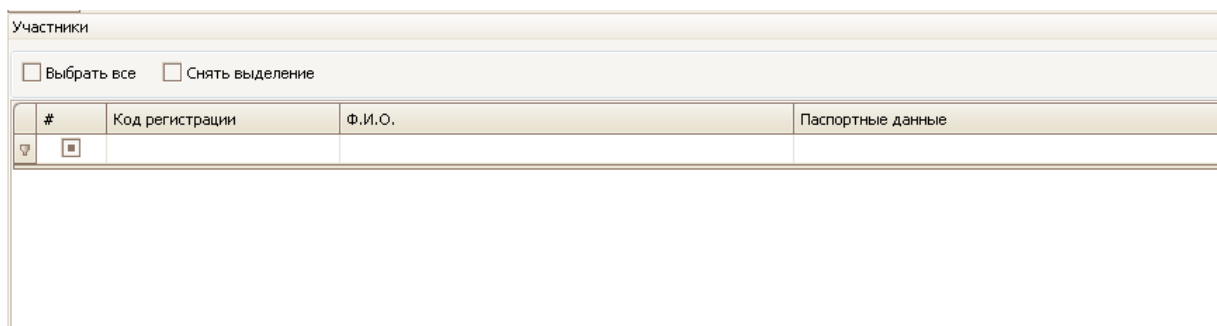 Участники
Выбрать все Снять выделение
# Код регистрации Ф.И.О. Паспортные данные